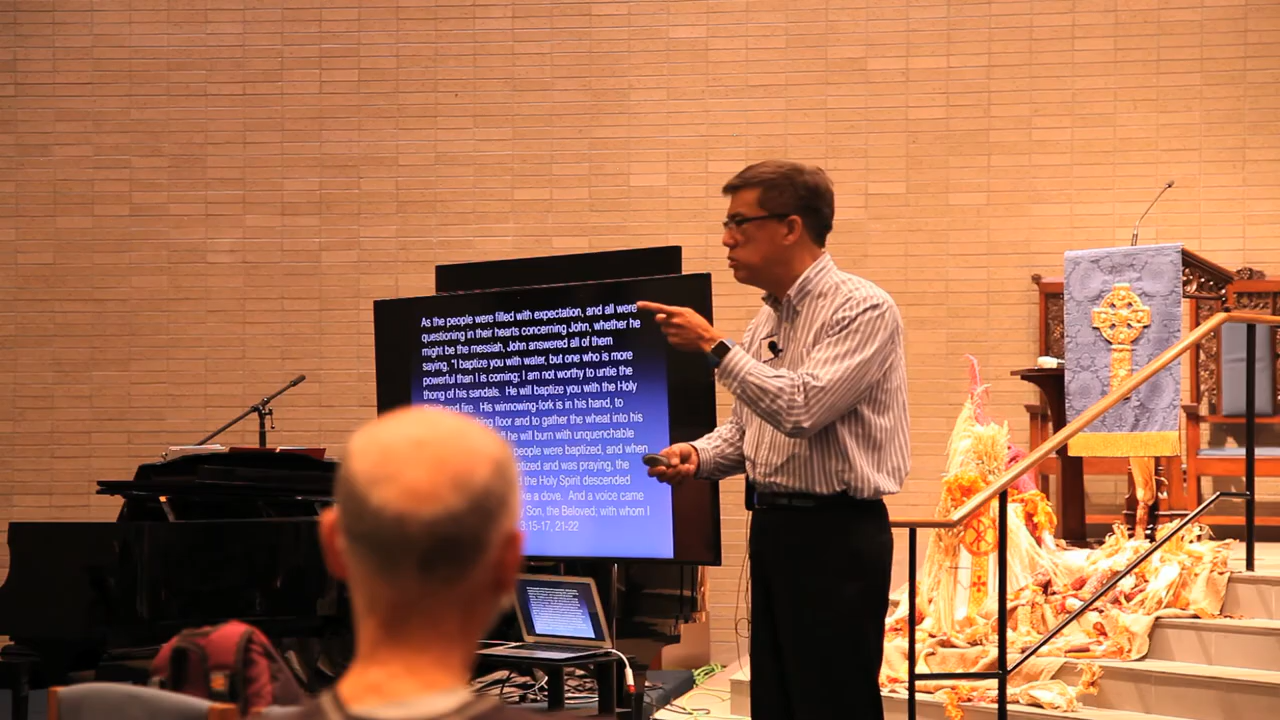 As the people were filled with expectation, and all were
questioning in their hearts concerning John, whether he
might be the messiah, John answered all of them
saying, "I baptize you with water, but one who is more
powerful than I is coming; I am not worthy to untie the
thong of his sandals. He will baptize you with the Holy
Spirit and fire. His winnowing-fork is in his hand, to
floor and to gather the wheat into his
he will burn with unquenchable
people were baptized, and when
and was praying, the
the Holy Spirit descended
a dove. And a voice came
Son, the Beloved; with whom I
3:15-17, 21-22